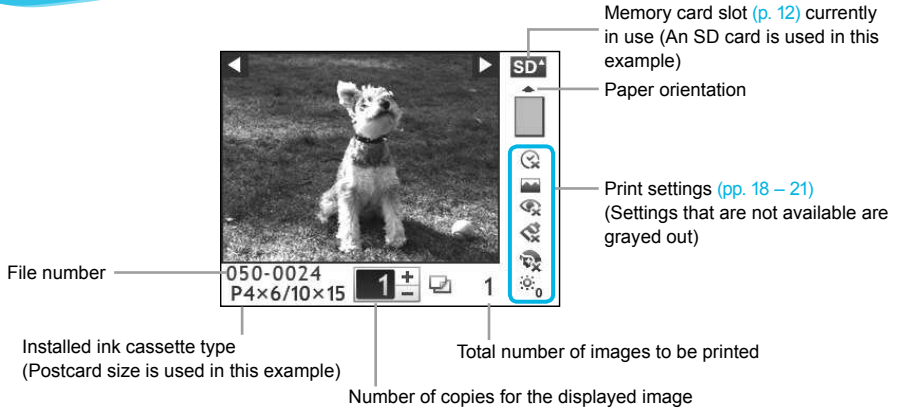 Memory card slot (p. 12) currently
in use (An SD card is used in this
example)
SD
Paper orientation
Print settings (pp. 18 – 21)
(Settings that are not available are
grayed out)
File number
050-0024
P4×6/10×15
1 + −
1
0
Installed ink cassette type
(Postcard size is used in this example)
Total number of images to be printed
Number of copies for the displayed image